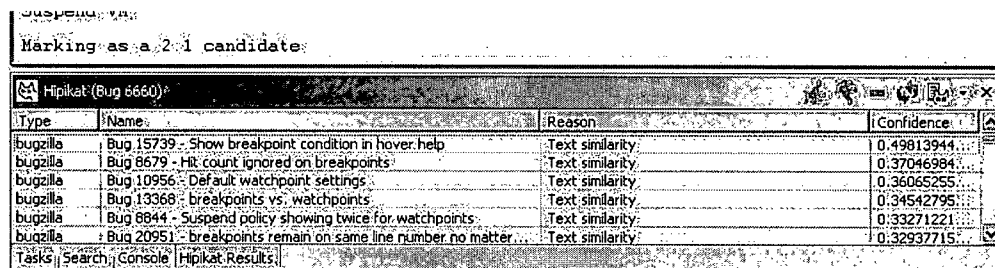 Suspend VM
Marking as a 2.1 candidate
Hipikat (Bug 6660)
Type Name Reason Confidence
bugzilla Bug 15739 - Show breakpoint condition in hover help Text similarity 0.49813944...
bugzilla Bug 8679 - Hit count ignored on breakpoints Text similarity 0.37046984...
bugzilla Bug 10956 - Default watchpoint settings Text similarity 0.36065255...
bugzilla Bug 13368 - breakpoints vs. watchpoints Text similarity 0.34542795...
bugzilla Bug 8844 - Suspend policy showing twice for watchpoints Text similarity 0.33271221
bugzilla Bug 20951 - breakpoints remain on same line number no matter ... Text similarity 0.32937715...
Tasks Search Console Hipikat Results